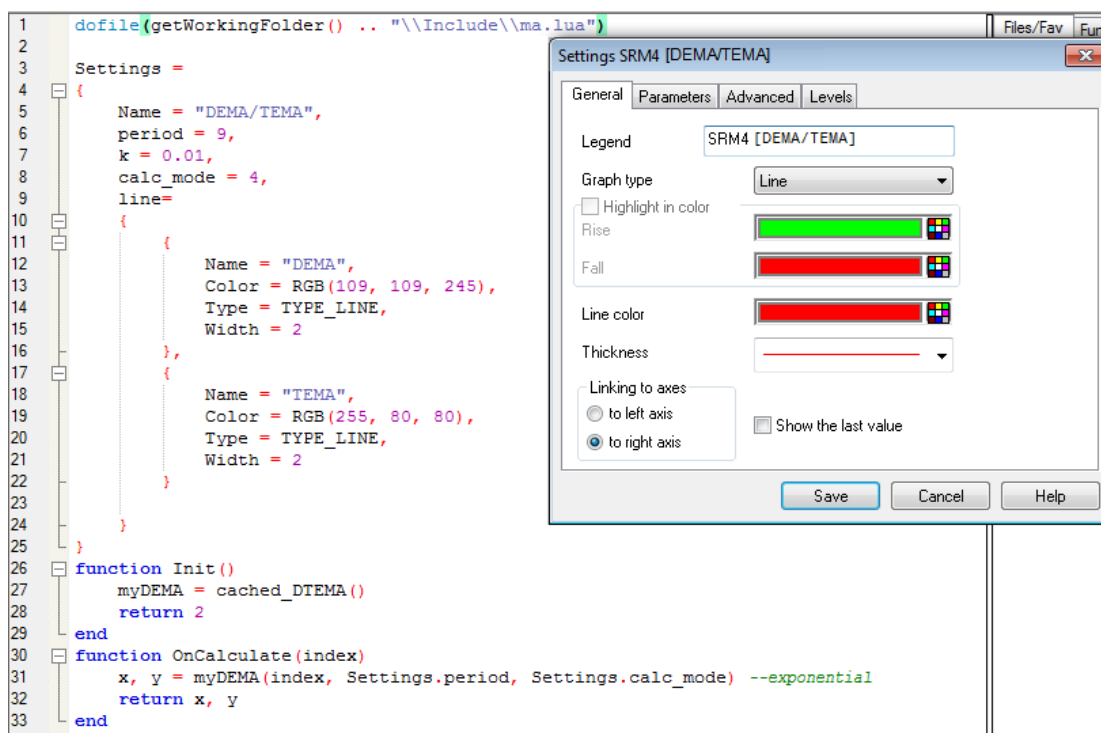 1 dofile(getWorkingFolder() .. "\\Include\\ma.lua")
2
3 Settings =
4 {
5 Name = "DEMA/TEMA",
6 period = 9,
7 k = 0.01,
8 calc_mode = 4,
9 line=
10 {
11 {
12 Name = "DEMA",
13 Color = RGB(109, 109, 245),
14 Type = TYPE_LINE,
15 Width = 2
16 },
17 {
18 Name = "TEMA",
19 Color = RGB(255, 80, 80),
20 Type = TYPE_LINE,
21 Width = 2
22 }
23
24 }
25 }
26 function Init()
27 myDEMA = cached_DTEMA()
28 return 2
29 end
30 function OnCalculate(index)
31 x, y = myDEMA(index, Settings.period, Settings.calc_mode) --exponential
32 return x, y
33 end
Files/Fav Fur
Settings SRM4 [DEMA/TEMA]
General Parameters Advanced Levels
Legend SRM4 [DEMA/TEMA]
Graph type Line
Highlight in color
Rise
Fall
Line color
Thickness
Linking to axes
to left axis
to right axis
Show the last value
Save Cancel Help